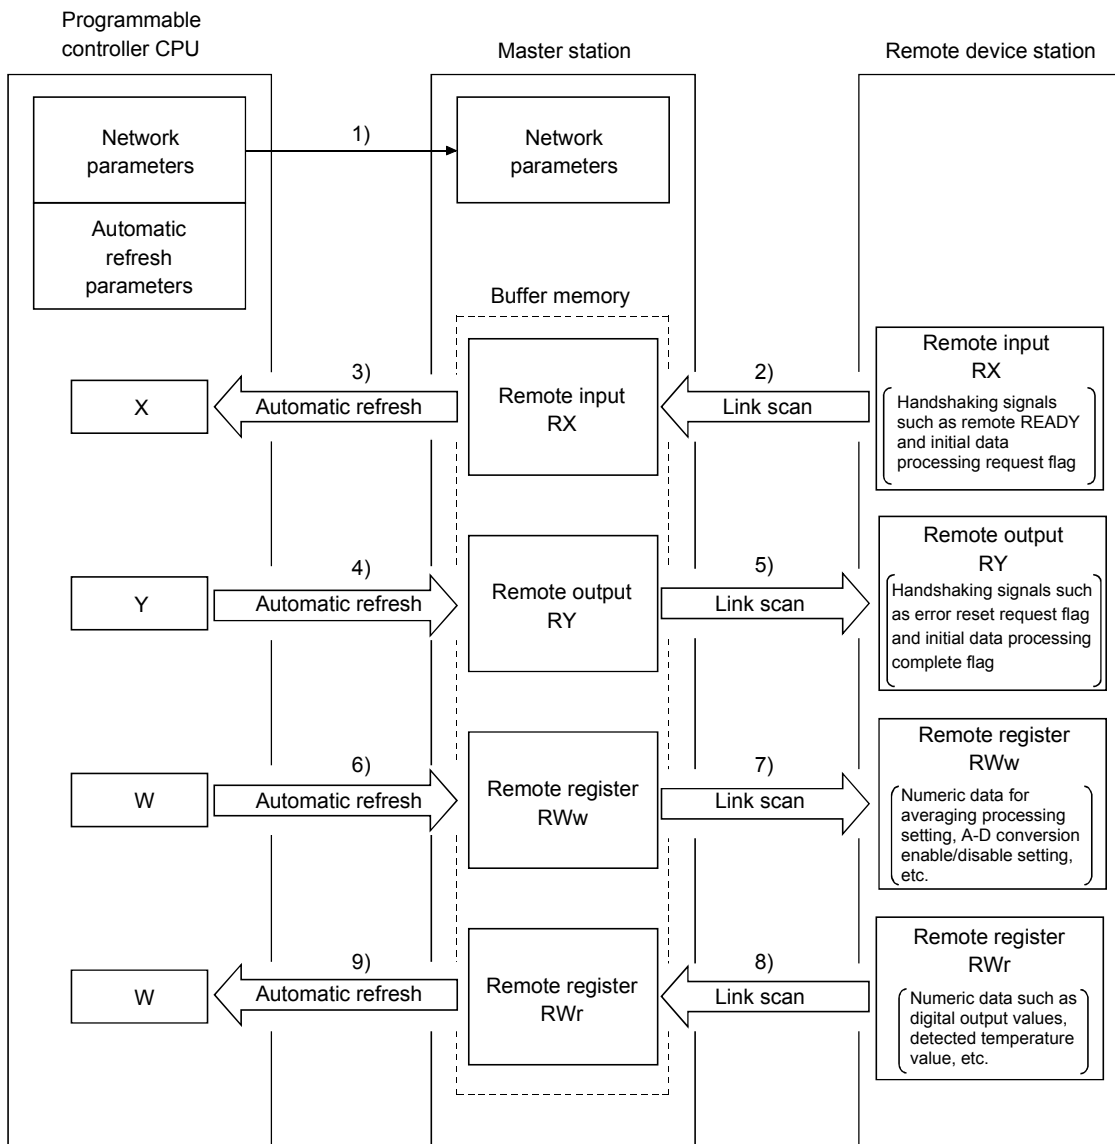 Programmable
controller CPU
Master station
Remote device station
Network
parameters
1)
Network
parameters
Automatic
refresh
parameters
Buffer memory
X
3)
Automatic refresh
Remote input
RX
2)
Link scan
Remote input
RX
Handshaking signals
such as remote READY
and initial data
processing request flag
Y
4)
Automatic refresh
Remote output
RY
5)
Link scan
Remote output
RY
Handshaking signals such
as error reset request flag
and initial data processing
complete flag
W
6)
Automatic refresh
Remote register
RWw
7)
Link scan
Remote register
RWw
Numeric data for
averaging processing
setting, A-D conversion
enable/disable setting,
etc.
W
9)
Automatic refresh
Remote register
RWr
8)
Link scan
Remote register
RWr
Numeric data such as
digital output values,
detected temperature
value, etc.